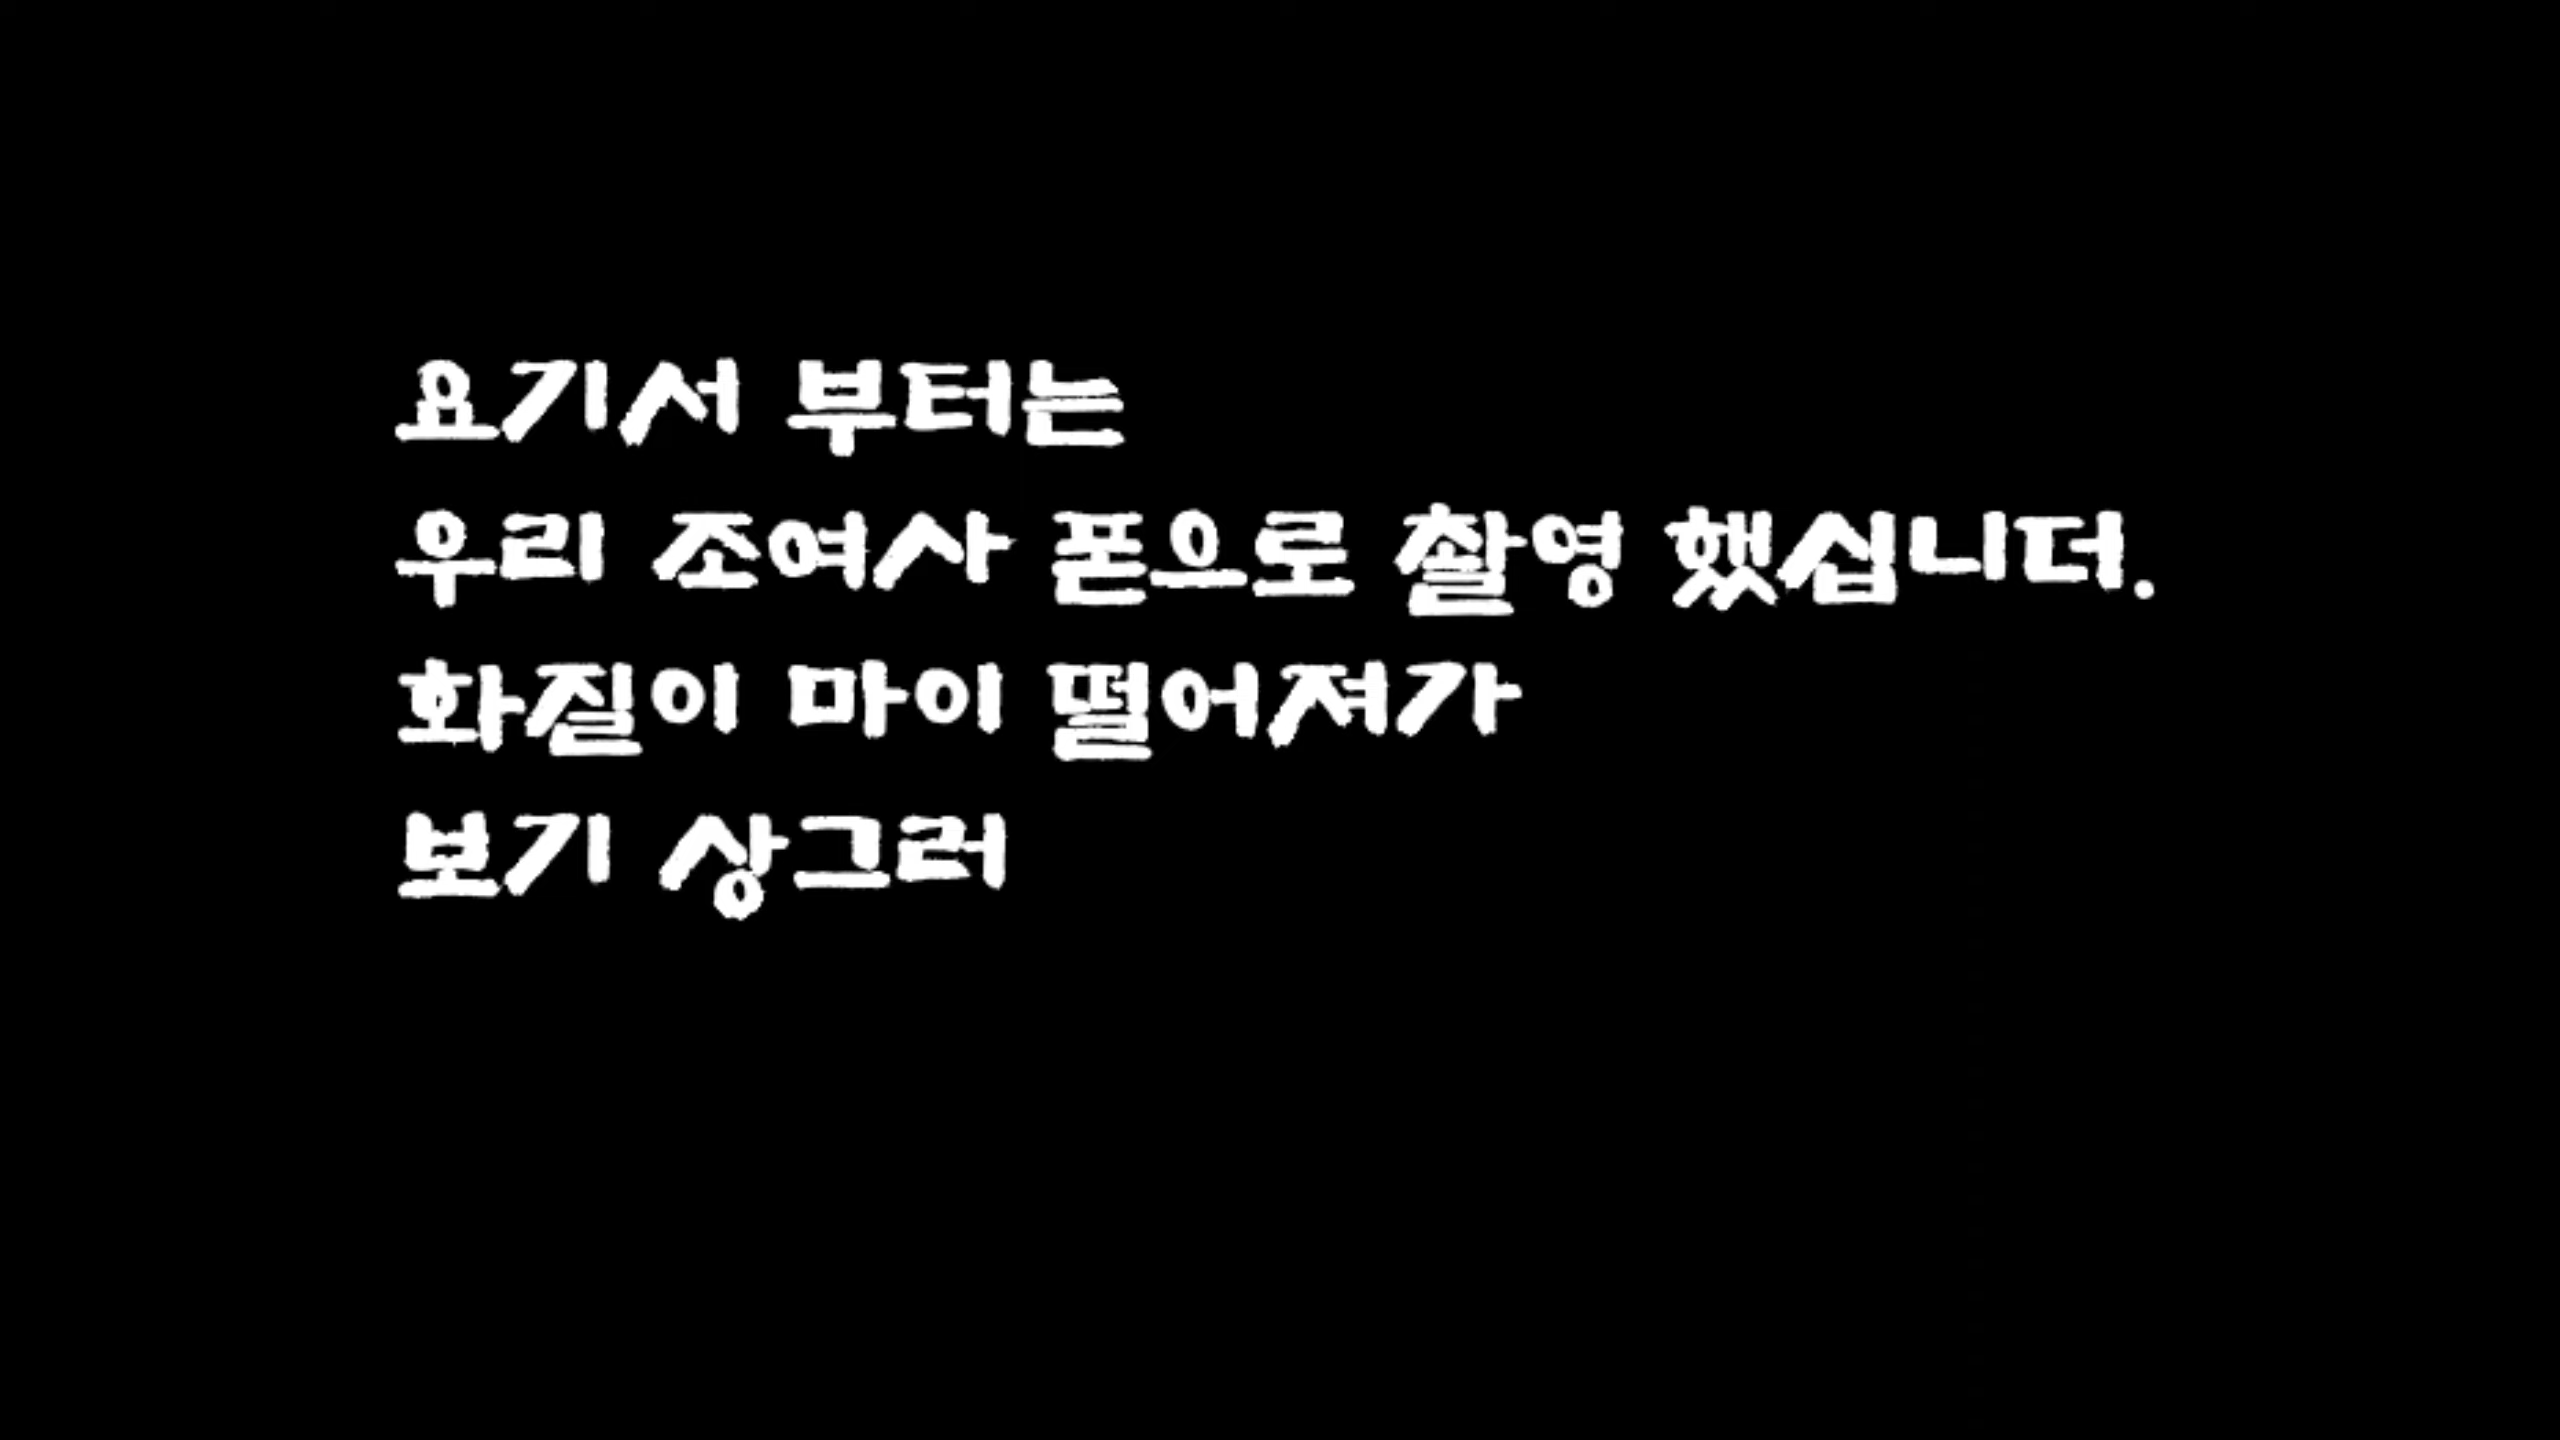 요기서 부터는
우리 조여사 폰으로 촬영 했십니더.
화질이 마이 떨어져가
보기 상그러